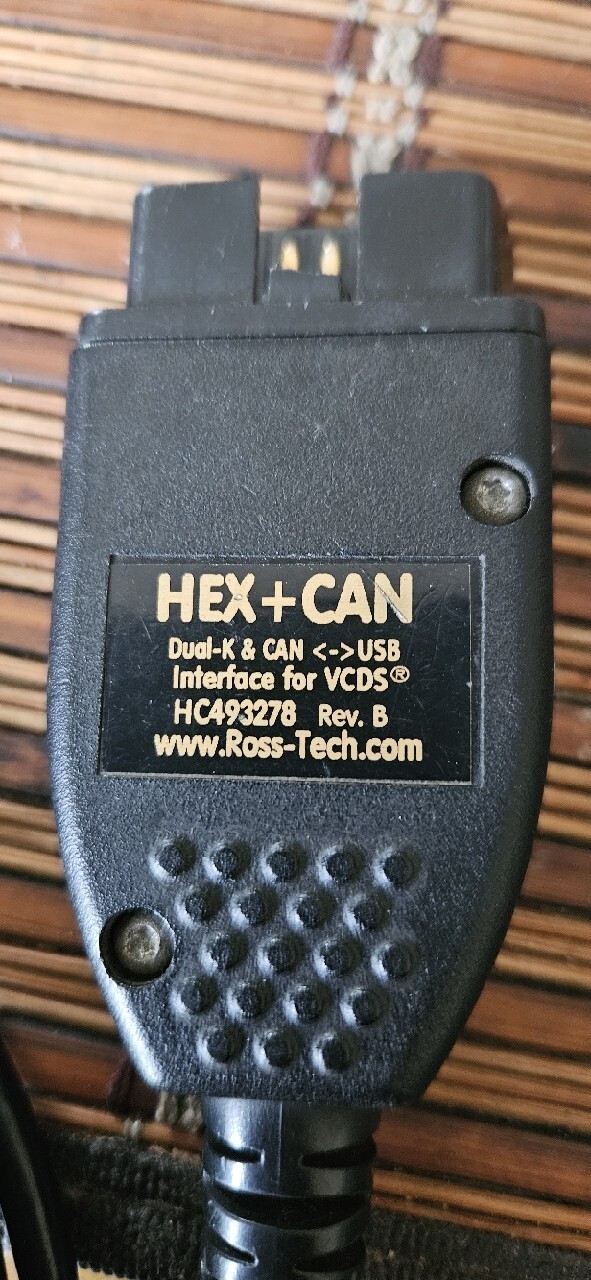 HEX+CAN
Dual-K & CAN <->USB
Interface for VCDS®
HC493278 Rev. B
www.Ross-Tech.com